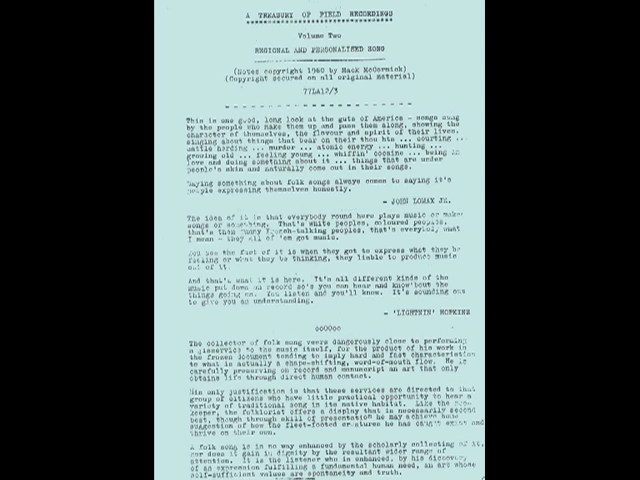 A TREASURY OF FIELD RECORDINGS
Volume Two
REGIONAL AND PERSONALISED SONG
(Notes copyright 1960 by Mack McCormick)
(Copyright secured on all original material)
77LA12/3
This is one good, long look at the guts of America - songs sung
by the people who make them up and pass them along, showing the
character of themselves, the flavour and spirit of their lives,
singing about things that bear on their thoughts ... courting ...
cattle herding ... murder ... atomic energy ... hunting ...
growing old ... feeling young ... whiffin' cocaine ... being in
love and doing something about it ... things that are under
people's skin and naturally come out in their songs.
Saying something about folk songs always comes to saying it's
people expressing themselves honestly.
- JOHN LOMAX JR.
The idea of it is that everybody round here plays music or makes
songs or something. That's white peoples, coloured peoples,
that's them funny French-talking peoples, that's everybody, what
I mean - they all of 'em got music.
You see the fact of it is when they got to express what they be
feeling or what they be thinking, they liable to produce music
out of it.
And that's what it is here. It's all different kinds of the
music put down on record so's you can hear and know 'bout the
things going on. You listen and you'll know. It's sounding out
to give you an understanding.
- 'LIGHTNIN' HOPKINS
ooOOoo
The collector of folk song veers dangerously close to performing
a disservice to the music itself, for the product of his work is
the frozen document tending to imply hard and fast characteristics
to what is actually a shape-shifting, word-of-mouth flow. He is
carefully preserving on record and manuscript an art that only
obtains life through direct human contact.
His only justification is that these services are directed to that
group of citizens who have little practical opportunity to hear a
variety of traditional song in its native habitat. Like the zoo-
keeper, the folklorist offers a display that is necessarily second
best, though through skill of presentation he may achieve some
suggestion of how the fleet-footed creatures he has caught exist and
thrive on their own.
A folk song is in no way enhanced by the scholarly collecting of it,
nor does it gain in dignity by the resultant wider range of
attention. It is the listener who is enhanced, by his discovery
of an expression fulfilling a fundamental human need, an art whose
self-sufficient values are spontaneity and truth.